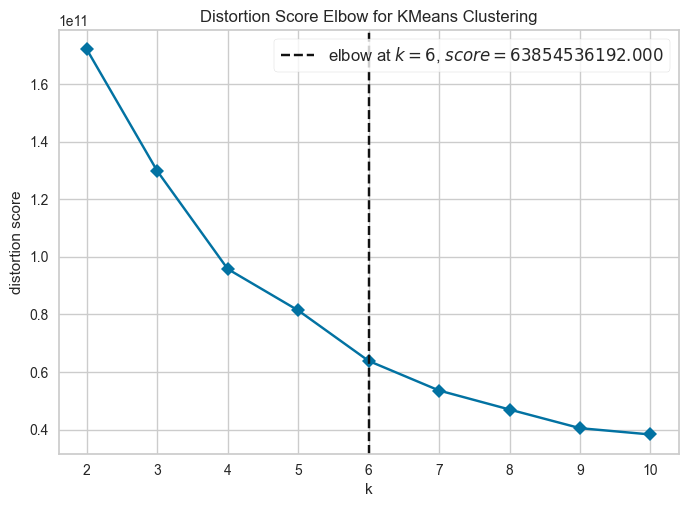 Distortion Score Elbow for KMeans Clustering
1e11
elbow at k = 6, score = 63854536192.000
1.6
1.4
1.2
1.0
0.8
0.6
0.4
distortion score
2 3 4 5 6 7 8 9 10
k